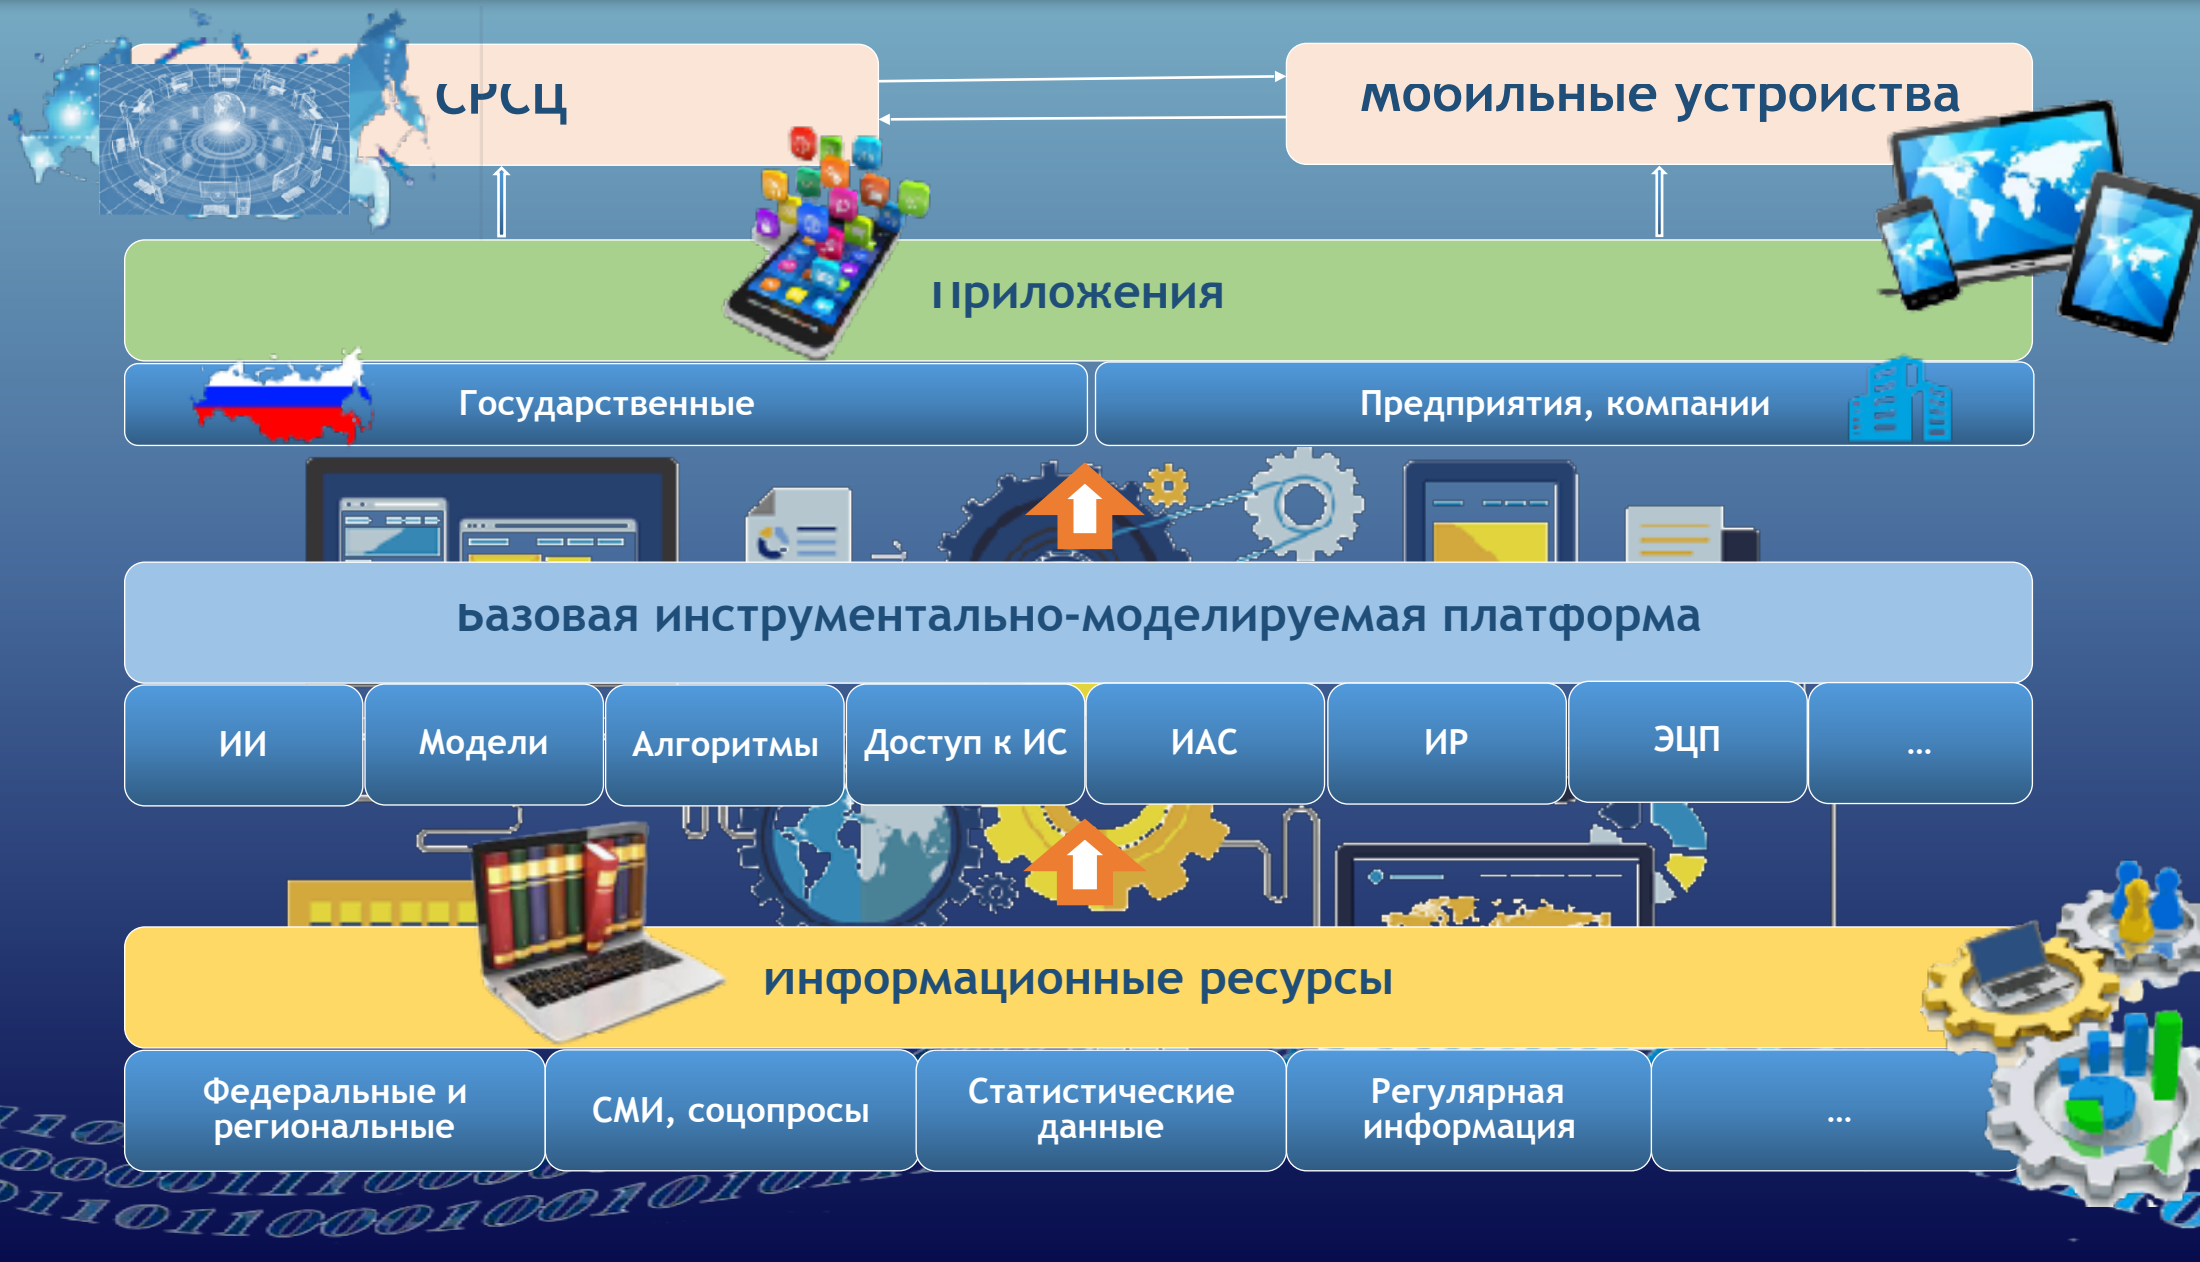 СРСЦ
Мобильные устройства
Приложения
Государственные
Предприятия, компании
Базовая инструментально-моделируемая платформа
ИИ
Модели
Алгоритмы
Доступ к ИС
ИАС
ИР
ЭЦП
...
Информационные ресурсы
Федеральные и
региональные
СМИ, соцопросы
Статистические
данные
Регулярная
информация
...